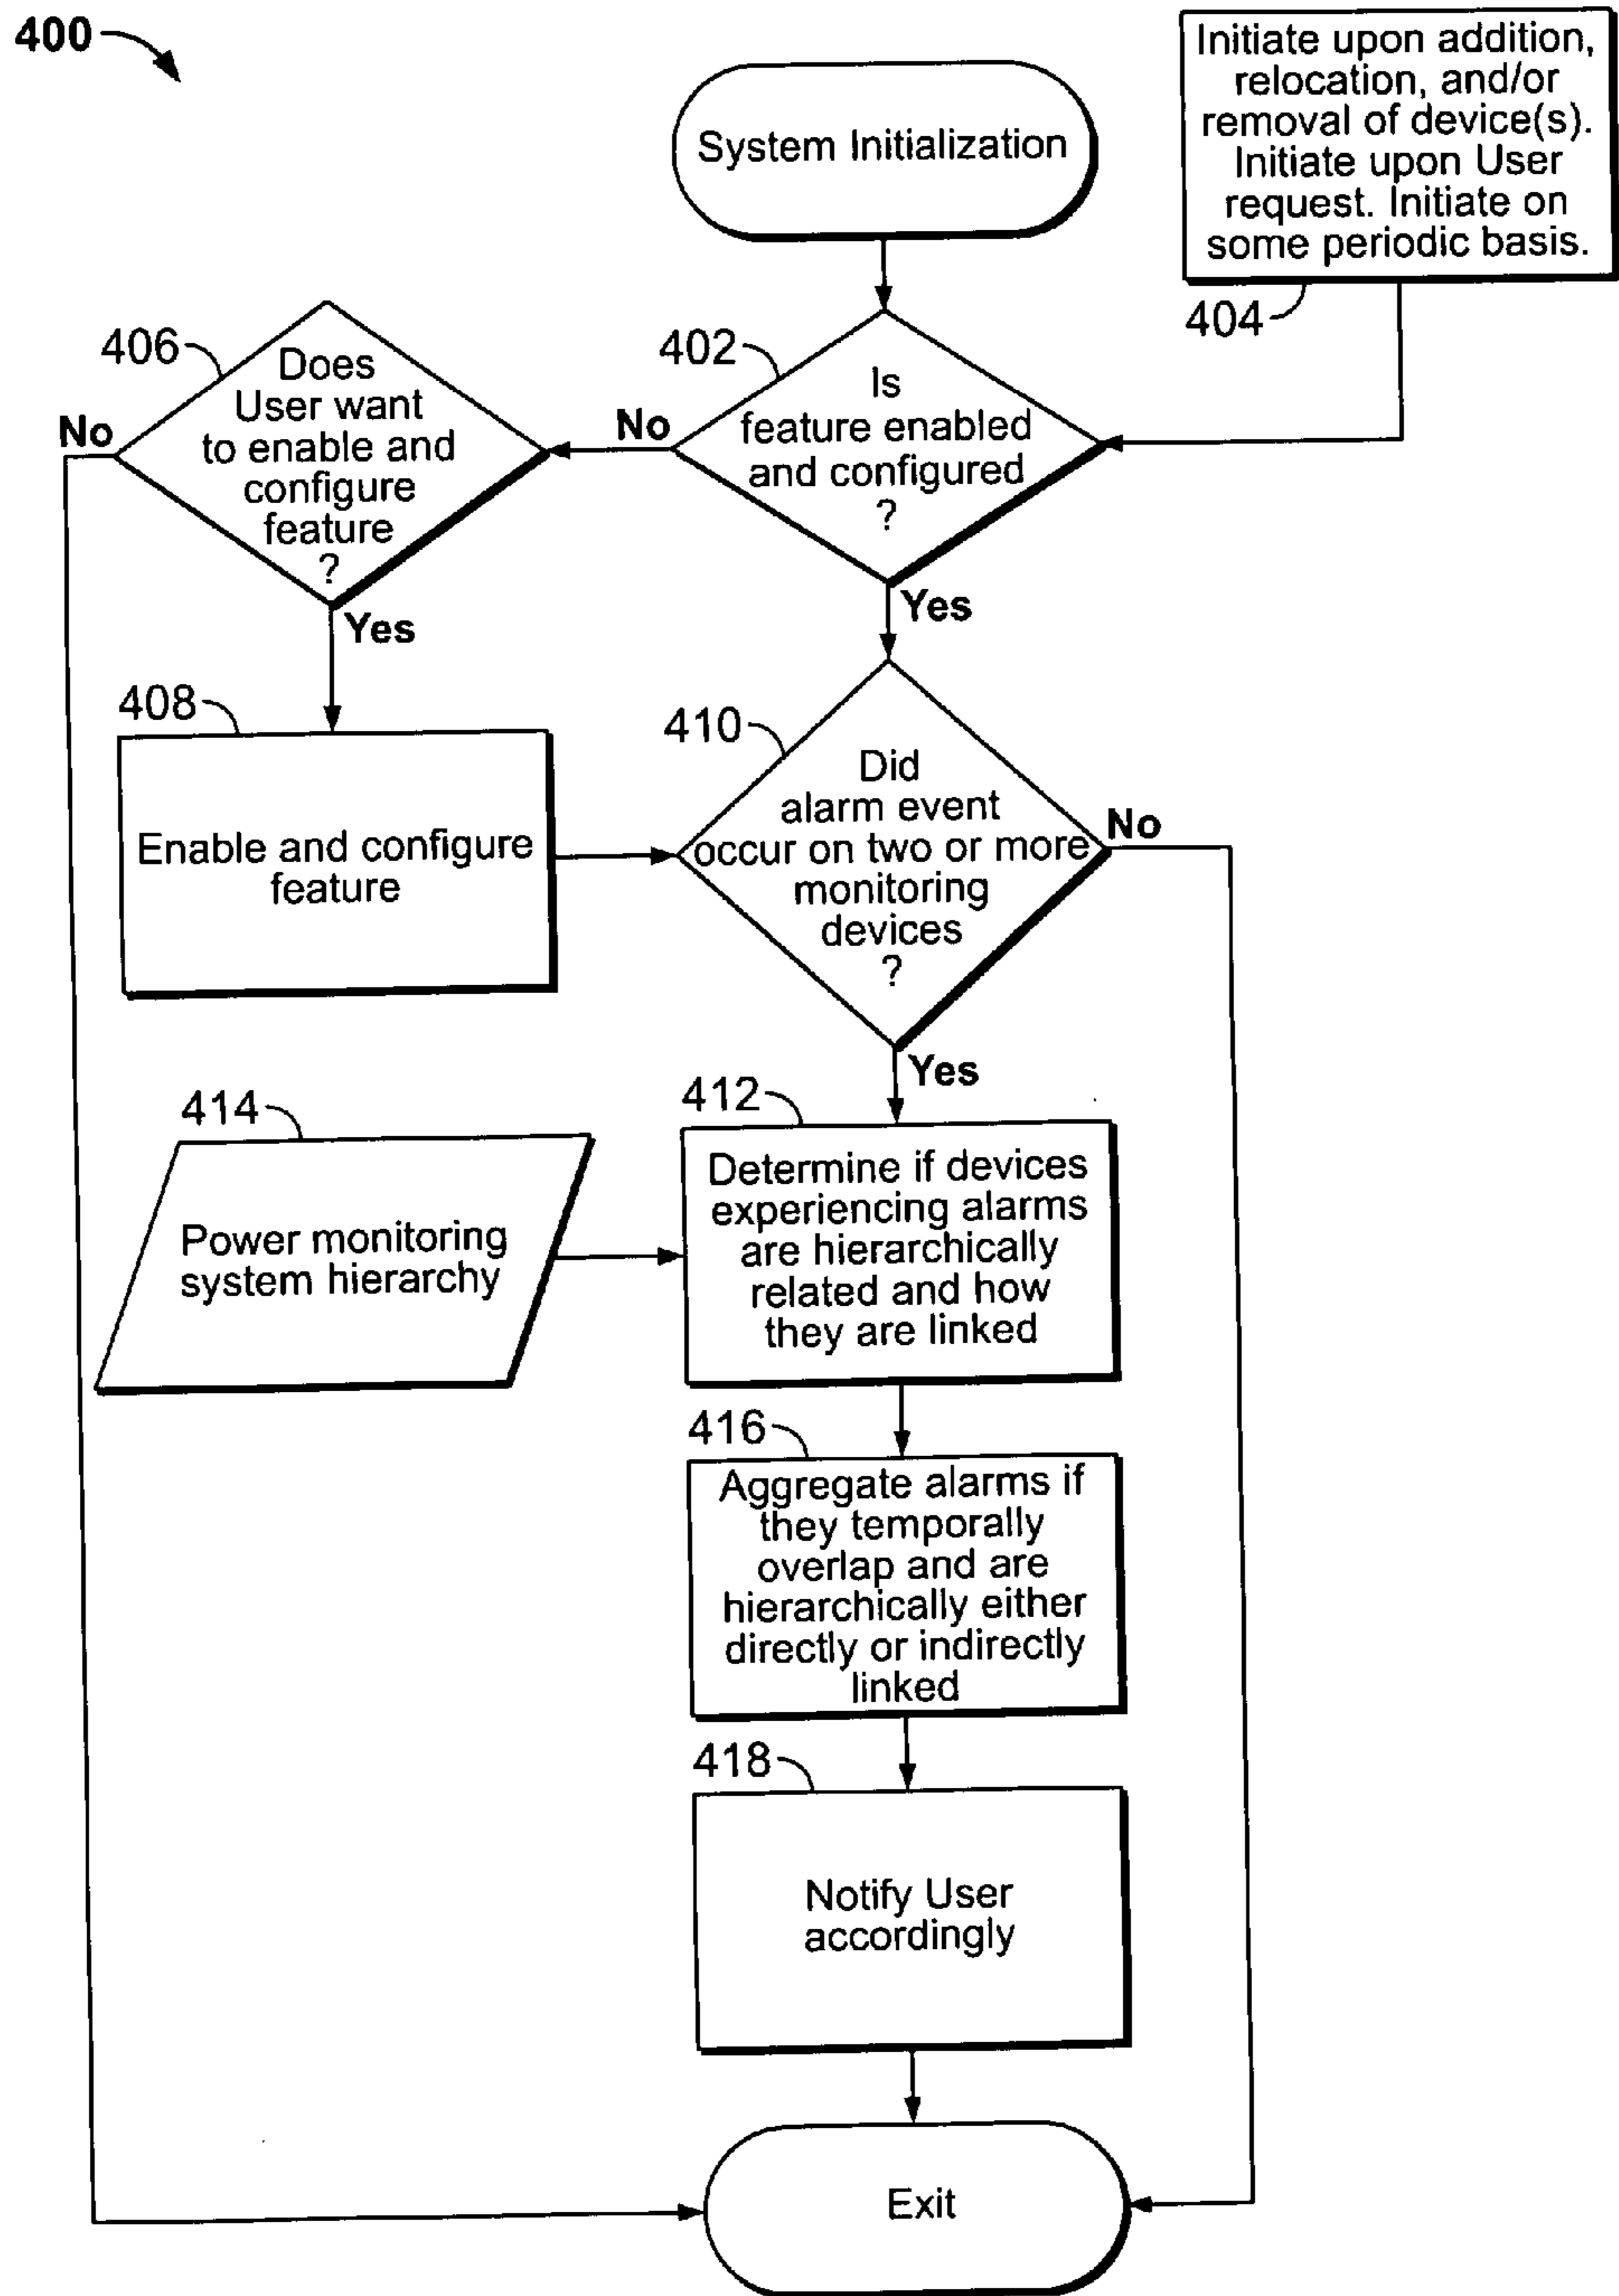 400
System Initialization
Initiate upon addition,
relocation, and/or
removal of device(s).
Initiate upon User
request. Initiate on
some periodic basis.
404
406
Does
User want
to enable and
configure
feature
?
No
Yes
402
Is
feature enabled
and configured
?
No
Yes
408
Enable and configure
feature
410
Did
alarm event
occur on two or more
monitoring
devices
?
No
Yes
414
Power monitoring
system hierarchy
412
Determine if devices
experiencing alarms
are hierarchically
related and how
they are linked
416
Aggregate alarms if
they temporally
overlap and are
hierarchically either
directly or indirectly
linked
418
Notify User
accordingly
Exit